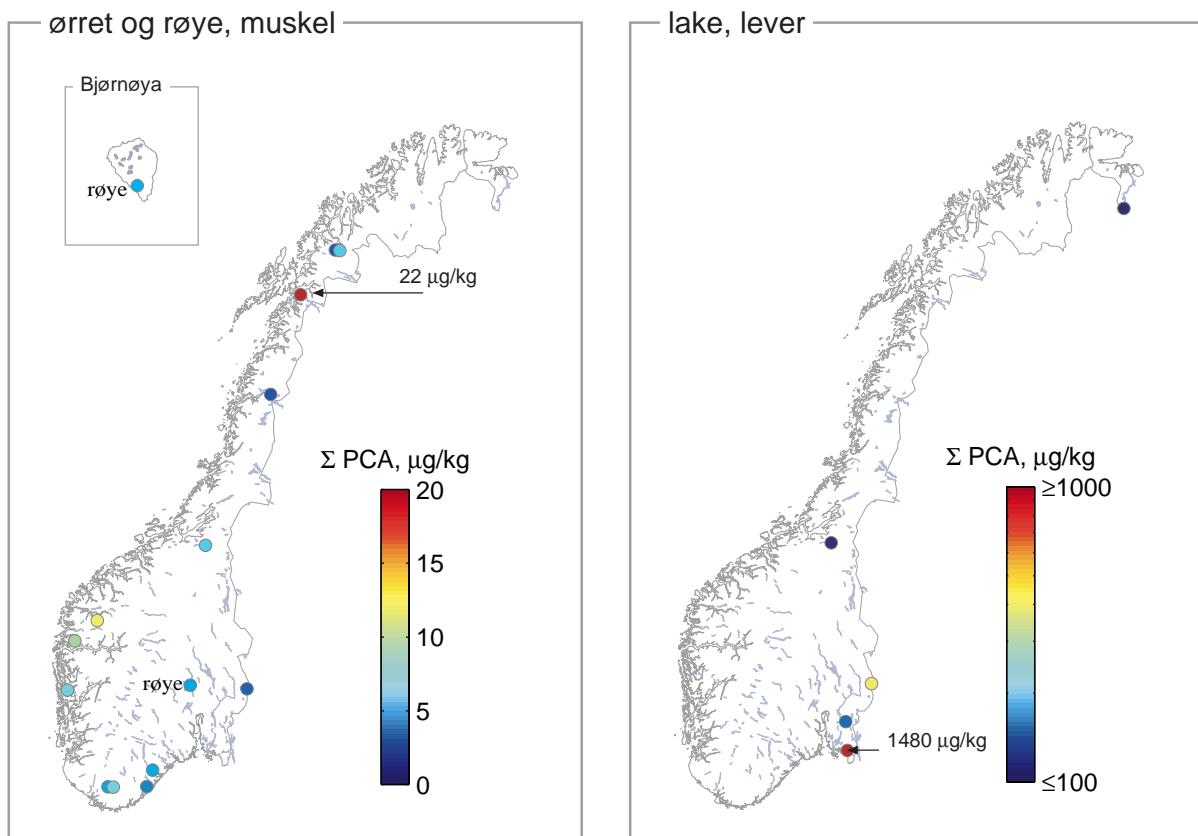 ørret og røye, muskel
Bjørnøya
røye
22 µg/kg
Σ PCA, µg/kg
20
15
10
5
0
røye
lake, lever
Σ PCA, µg/kg
≥1000
≤100
1480 µg/kg